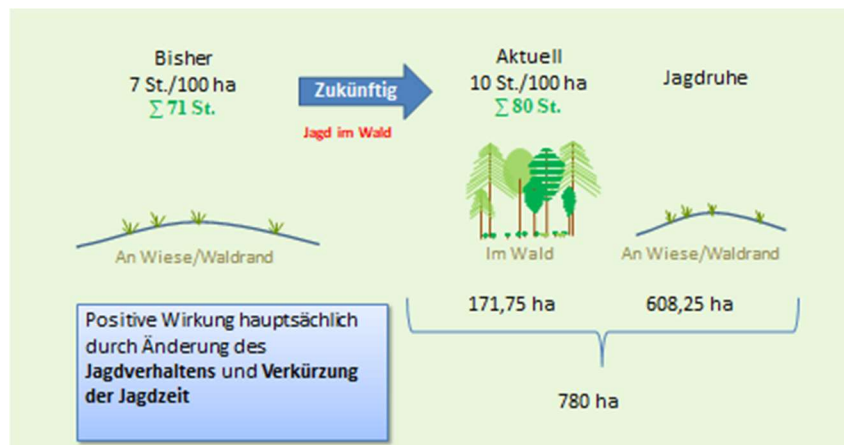 Bisher
7 St./100 ha
∑ 71 St.
Zukünftig
Jagd im Wald
Aktuell
10 St./100 ha
∑ 80 St.
Jagdruhe
An Wiese/Waldrand
Im Wald
An Wiese/Waldrand
171,75 ha
608,25 ha
780 ha
Positive Wirkung hauptsächlich
durch Änderung des
Jagdverhaltens und Verkürzung
der Jagdzeit